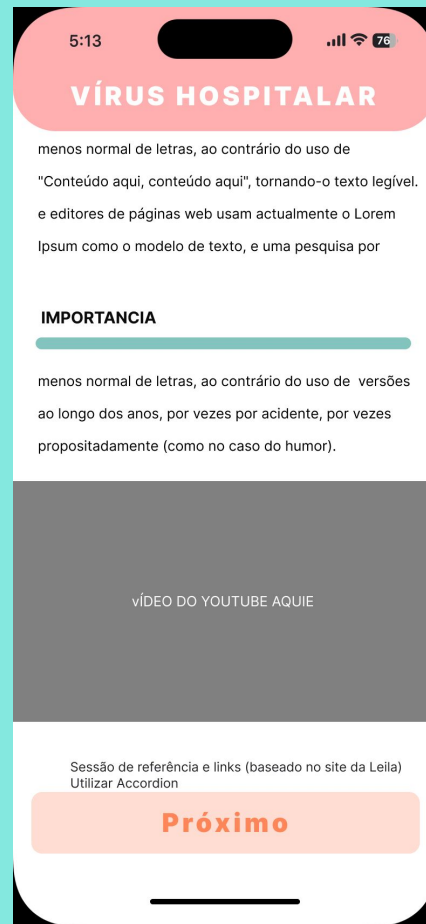 5:13
76
VÍRUS HOSPITALAR
menos normal de letras, ao contrário do uso de
"Conteúdo aqui, conteúdo aqui", tornando-o texto legível.
e editores de páginas web usam actualmente o Lorem
Ipsum como o modelo de texto, e uma pesquisa por
IMPORTANCIA
menos normal de letras, ao contrário do uso de  versões
ao longo dos anos, por vezes por acidente, por vezes
propositadamente (como no caso do humor).
vÍDEO DO YOUTUBE AQUIE
Sessão de referência e links (baseado no site da Leila)
Utilizar Accordion
Próximo